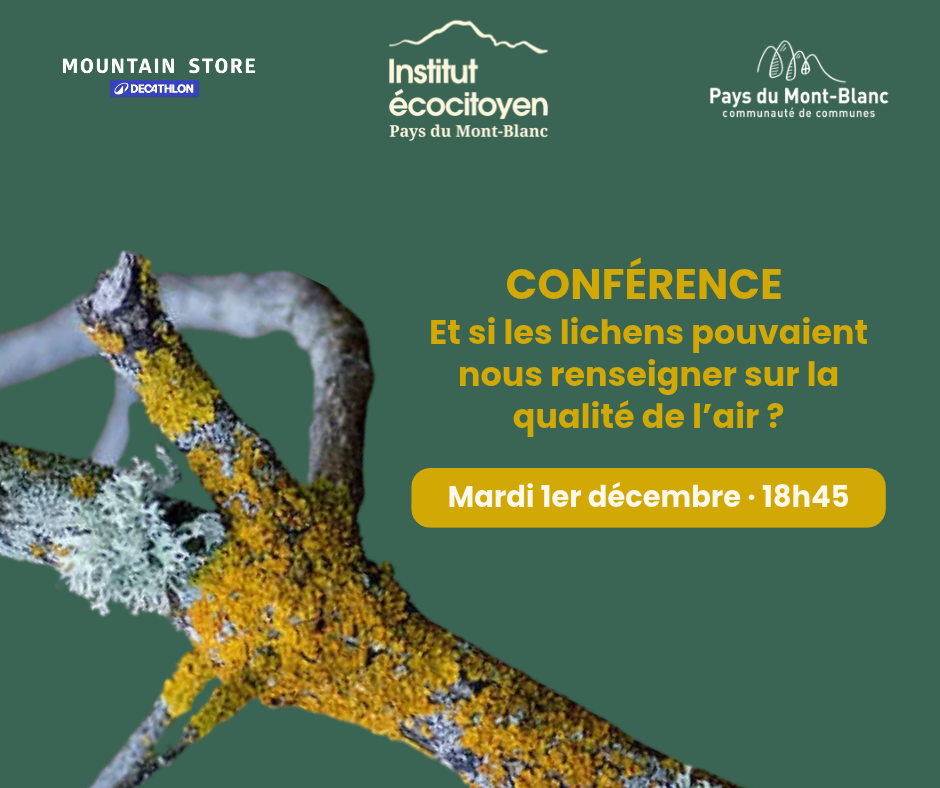 MOUNTAIN STORE
DECATHLON
Institut
écocitoyen
Pays du Mont-Blanc
Pays du Mont-Blanc
communauté de communes
CONFÉRENCE
Et si les lichens pouvaient
nous renseigner sur la
qualité de l’air ?
Mardi 1er décembre · 18h45